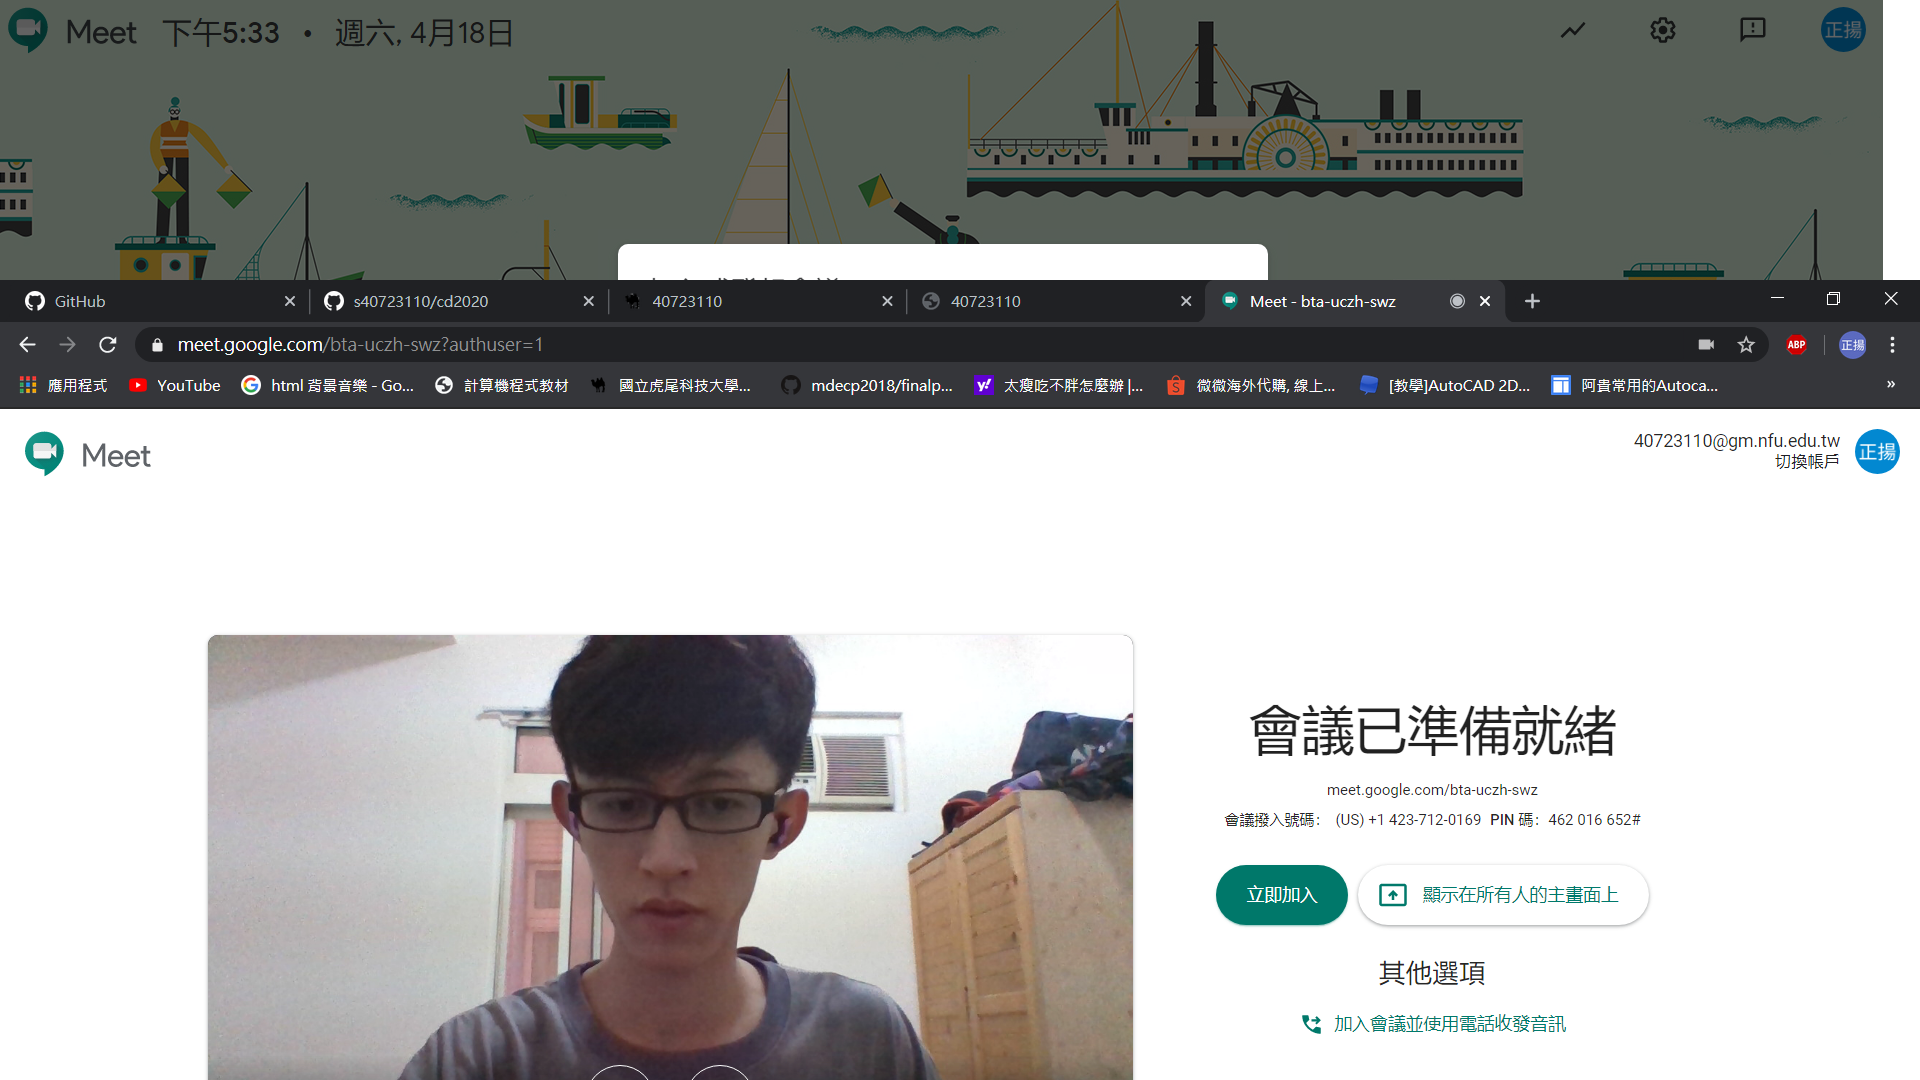 Meet 下午5:33 • 週六, 4月18日
正揚
GitHub
s40723110/cd2020
40723110
40723110
Meet - bta-uczh-swz
meet.google.com/bta-uczh-swz?authuser=1
ABP
正揚
應用程式
YouTube
html 背景音樂 - Go...
計算機程式教材
國立虎尾科技大學...
mdecp2018/finalp...
太瘦吃不胖怎麼辦 |...
微微海外代購, 線上...
[教學]AutoCAD 2D...
阿貴常用的Autoca...
»
Meet
40723110@gm.nfu.edu.tw
切換帳戶
正揚
會議已準備就緒
meet.google.com/bta-uczh-swz
會議撥入號碼： (US) +1 423-712-0169 PIN 碼：462 016 652#
立即加入
顯示在所有人的主畫面上
其他選項
加入會議並使用電話收發音訊